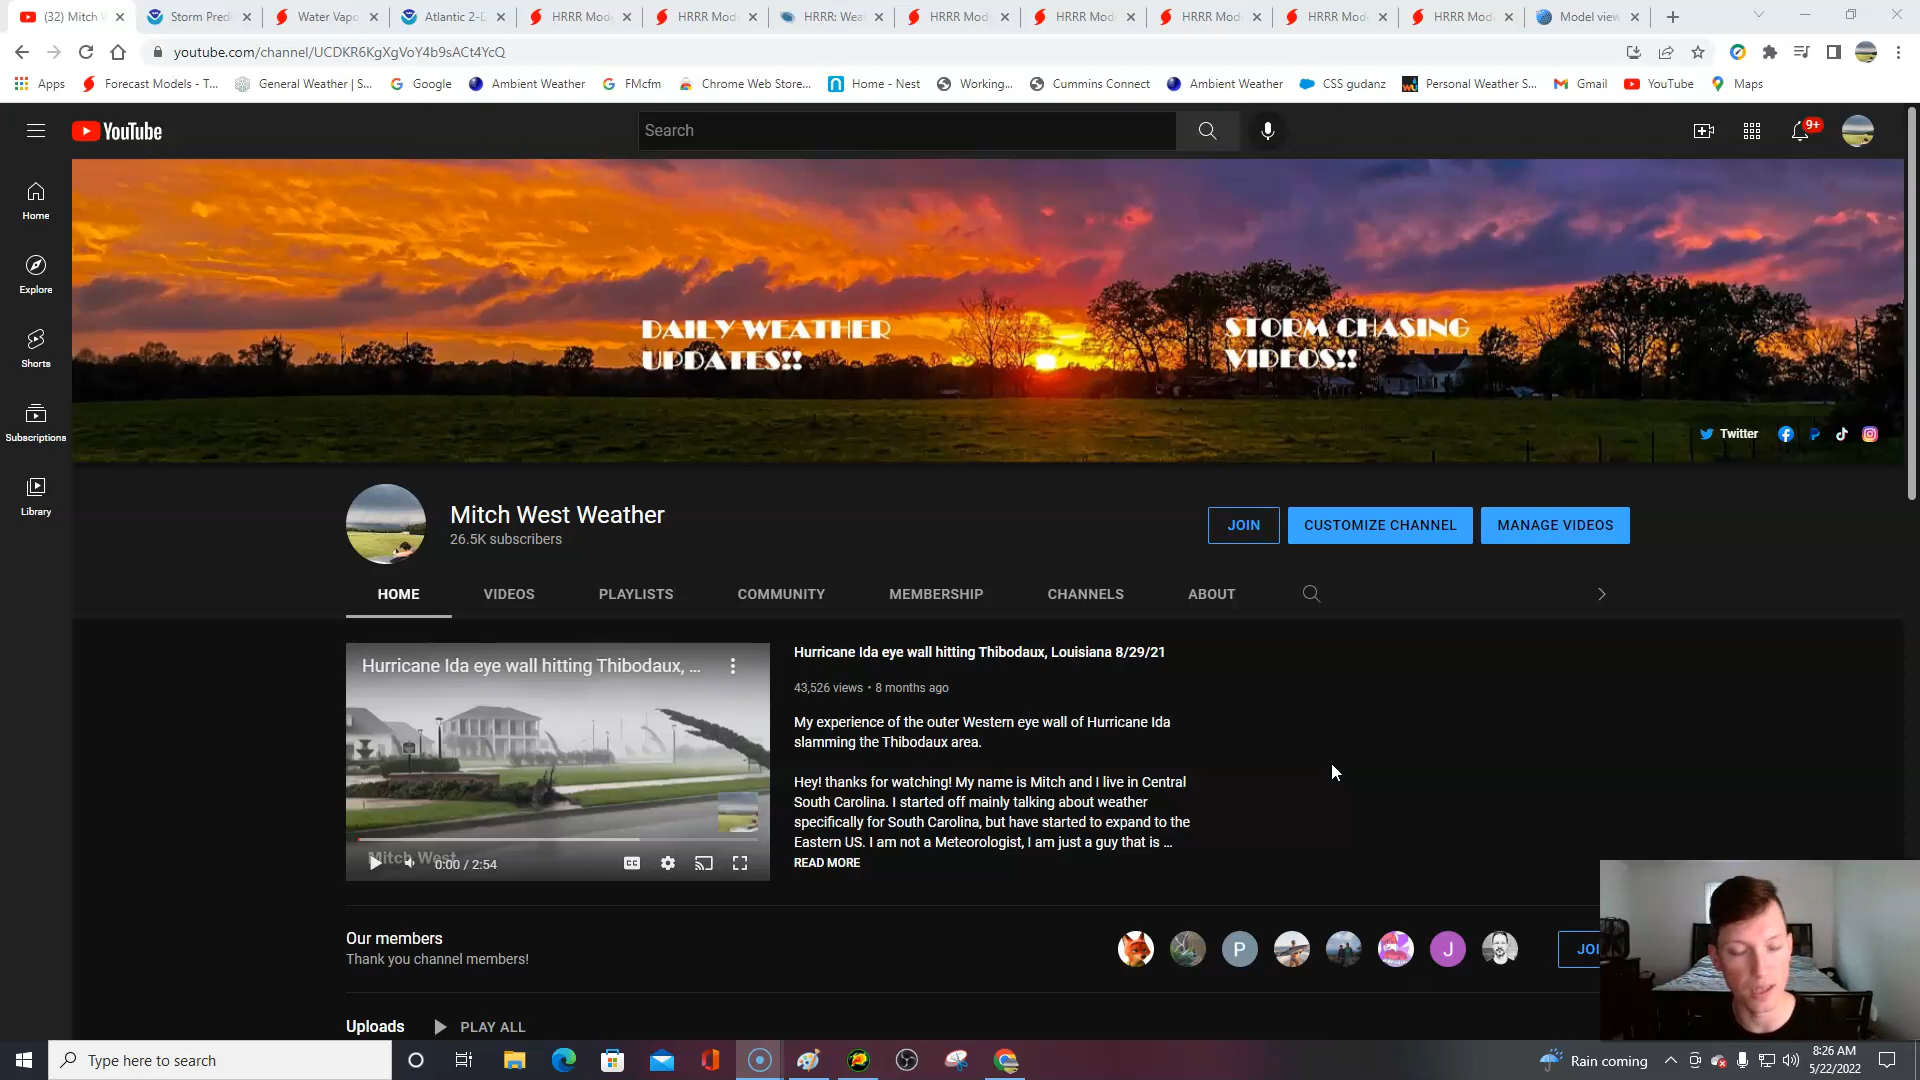 (32) Mitch W
Storm Pred
Water Vapo
Atlantic 2-D
HRRR Mod
HRRR Mod
HRRR: Wea
HRRR Mod
HRRR Mod
HRRR Mod
HRRR Mod
HRRR Mod
Model view
youtube.com/channel/UCDKR6KgXgVoY4b9sACt4YcQ
Apps
Forecast Models - T...
General Weather | S...
Google
Ambient Weather
FMcfm
Chrome Web Store...
Home - Nest
Working...
Cummins Connect
Ambient Weather
CSS gudanz
Personal Weather S...
Gmail
YouTube
Maps
YouTube
Search
9+
Home
Explore
Shorts
Subscriptions
Library
DAILY WEATHER
UPDATES!!
STORM CHASING
VIDEOS!!
Twitter
Mitch West Weather
26.5K subscribers
JOIN
CUSTOMIZE CHANNEL
MANAGE VIDEOS
HOME
VIDEOS
PLAYLISTS
COMMUNITY
MEMBERSHIP
CHANNELS
ABOUT
Hurricane Ida eye wall hitting Thibodaux, ...
Mitch West
0:00 / 2:54
CC
Hurricane Ida eye wall hitting Thibodaux, Louisiana 8/29/21
43,526 views • 8 months ago
My experience of the outer Western eye wall of Hurricane Ida
slamming the Thibodaux area.
Hey! thanks for watching! My name is Mitch and I live in Central
South Carolina. I started off mainly talking about weather
specifically for South Carolina, but have started to expand to the
Eastern US. I am not a Meteorologist, I am just a guy that is ...
READ MORE
Our members
Thank you channel members!
P
J
JOI
Uploads
PLAY ALL
Type here to search
Rain coming
8:26 AM
5/22/2022